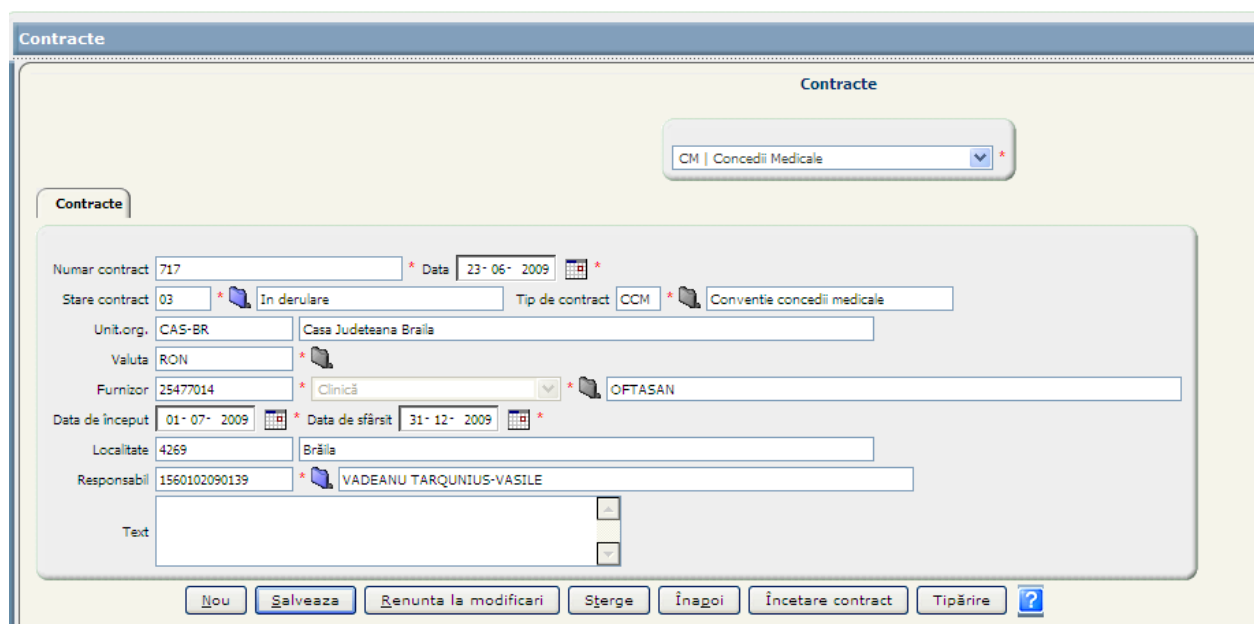 Contracte
Contracte
CM | Concedii Medicale *
Contracte
Numar contract 717 * Data 23- 06- 2009 *
Stare contract 03 * In derulare Tip de contract CCM * Conventie concedii medicale
Unit.org. CAS-BR Casa Judeteana Braila
Valuta RON *
Furnizor 25477014 * Clinică * OFTASAN
Data de început 01- 07- 2009 * Data de sfârsit 31- 12- 2009 *
Localitate 4269 Brăila
Responsabil 1560102090139 * VADEANU TARQUNIUS-VASILE
Text
Nou Salveaza Renunta la modificari Sterge Înapoi Încetare contract Tipărire ?